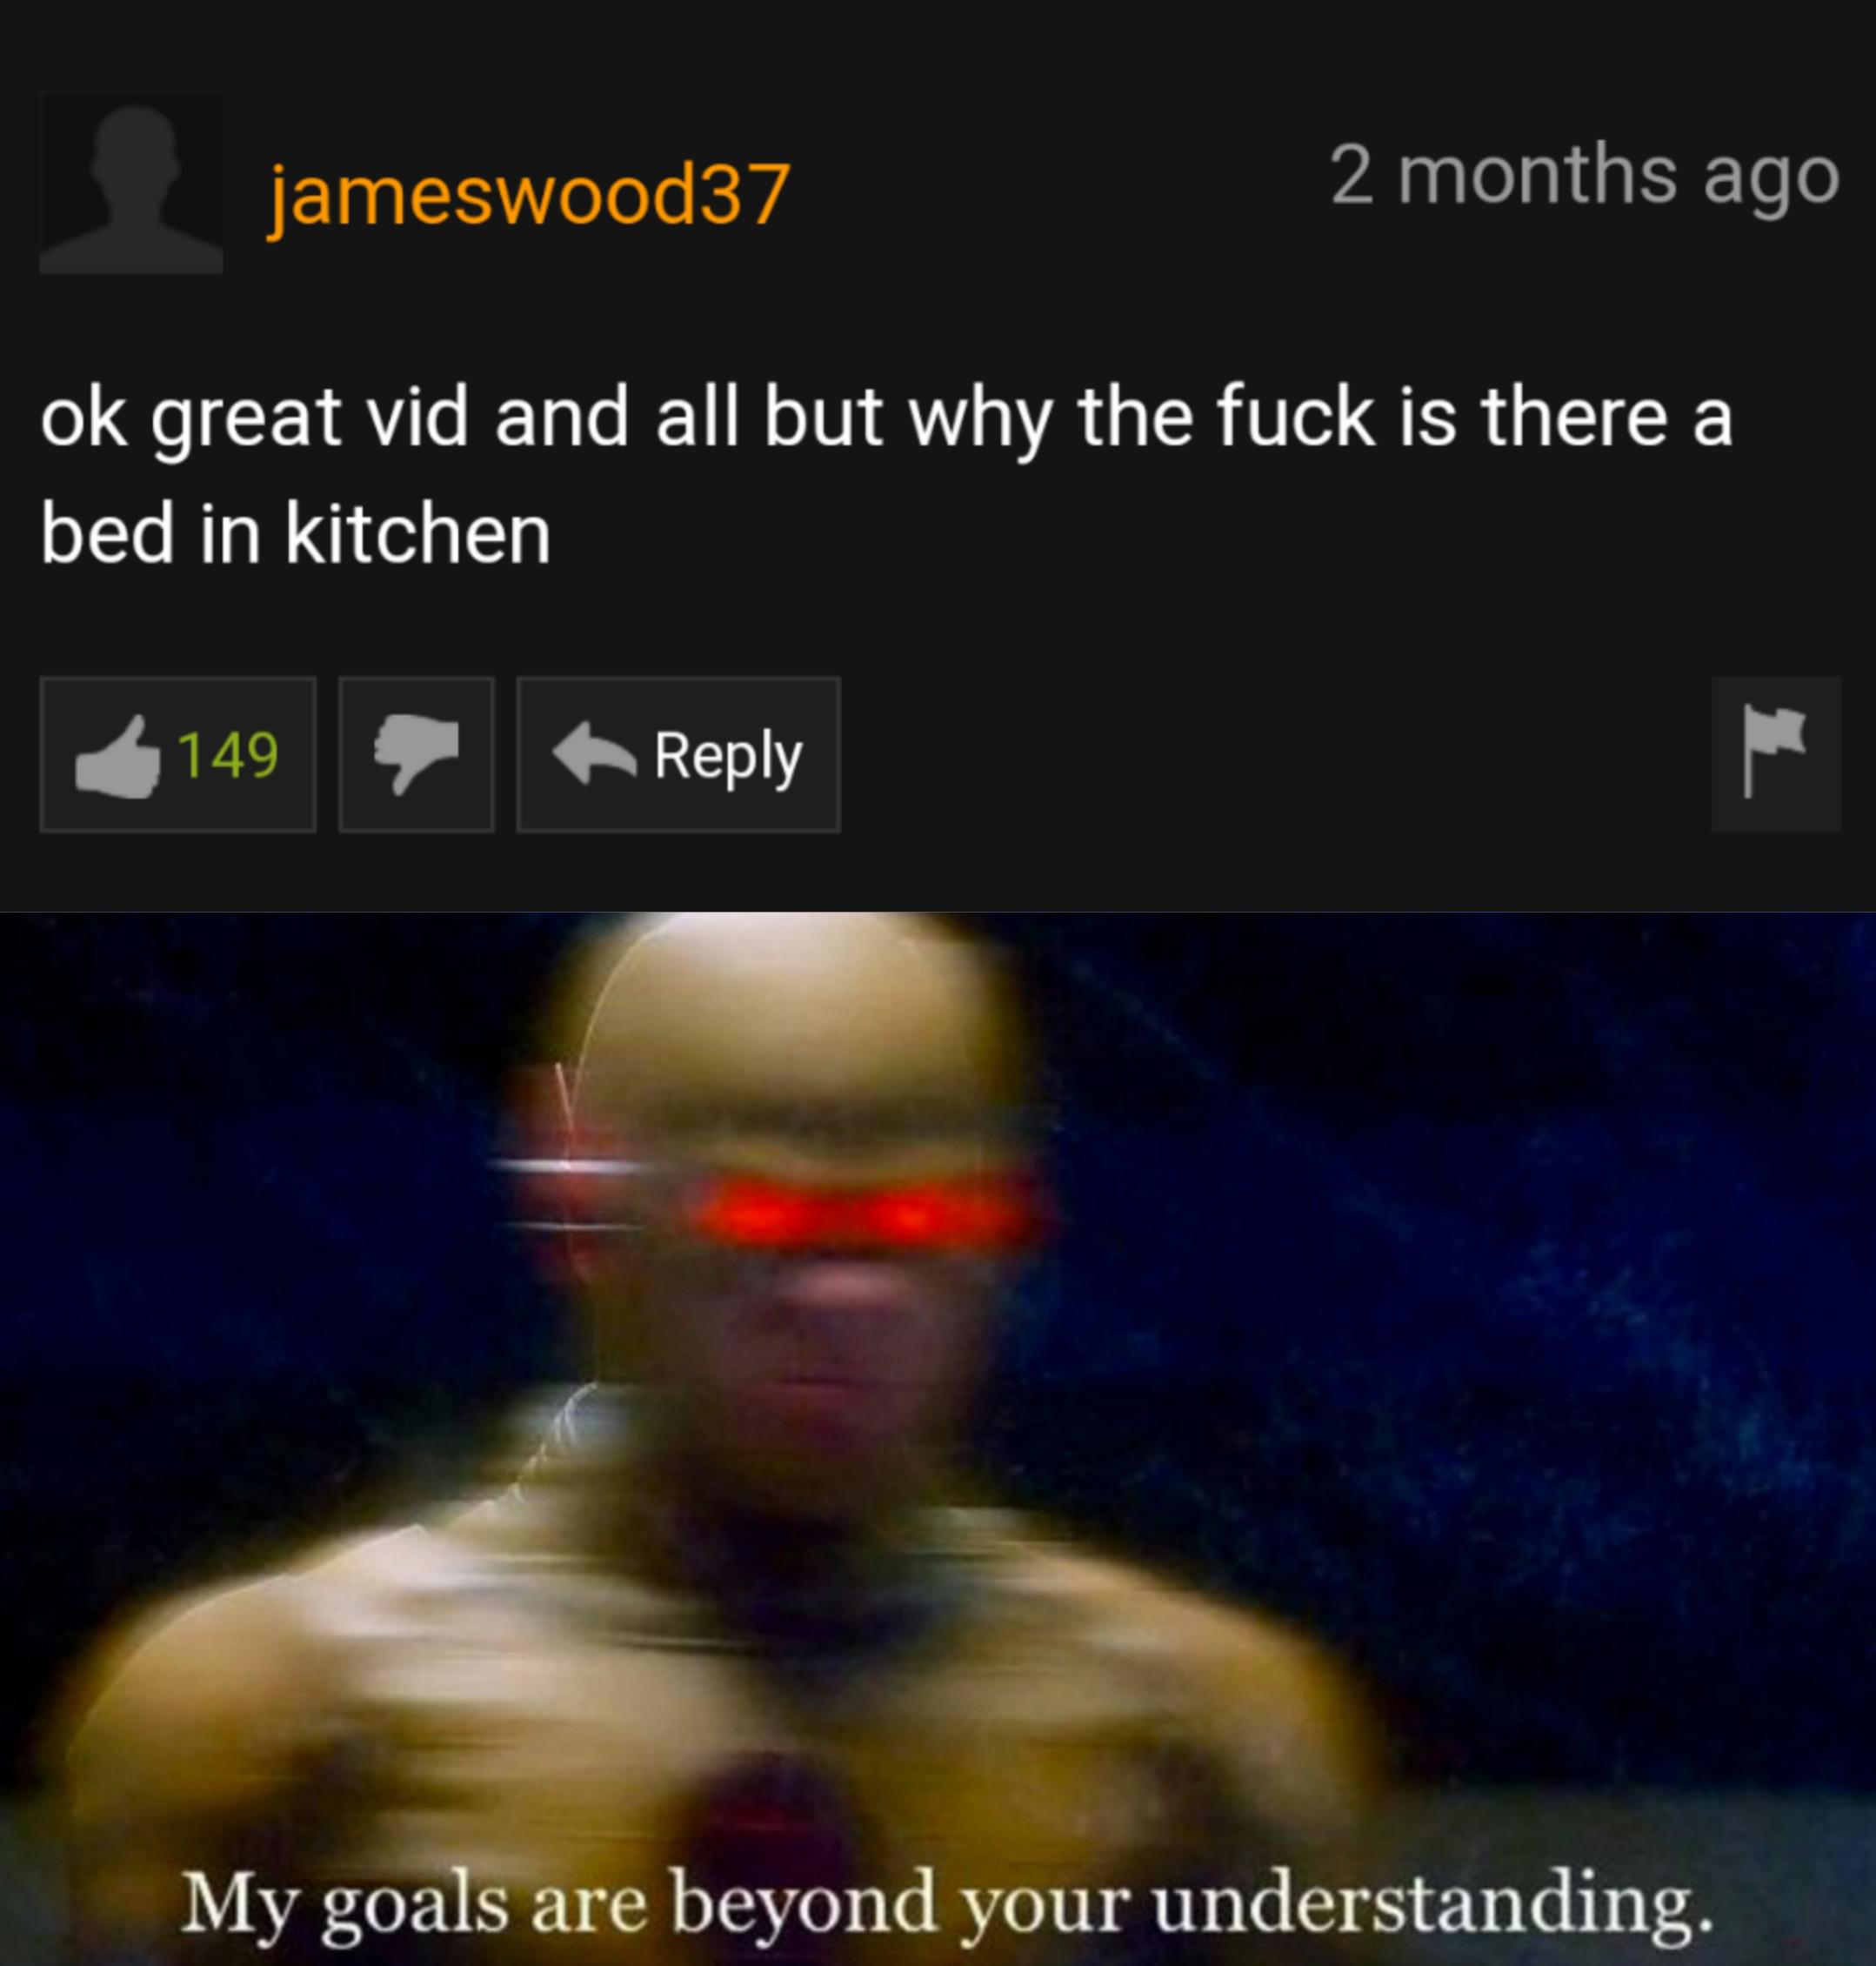 jameswood37
2 months ago
ok great vid and all but why the fuck is there a
bed in kitchen
149
Reply
My goals are beyond your understanding.